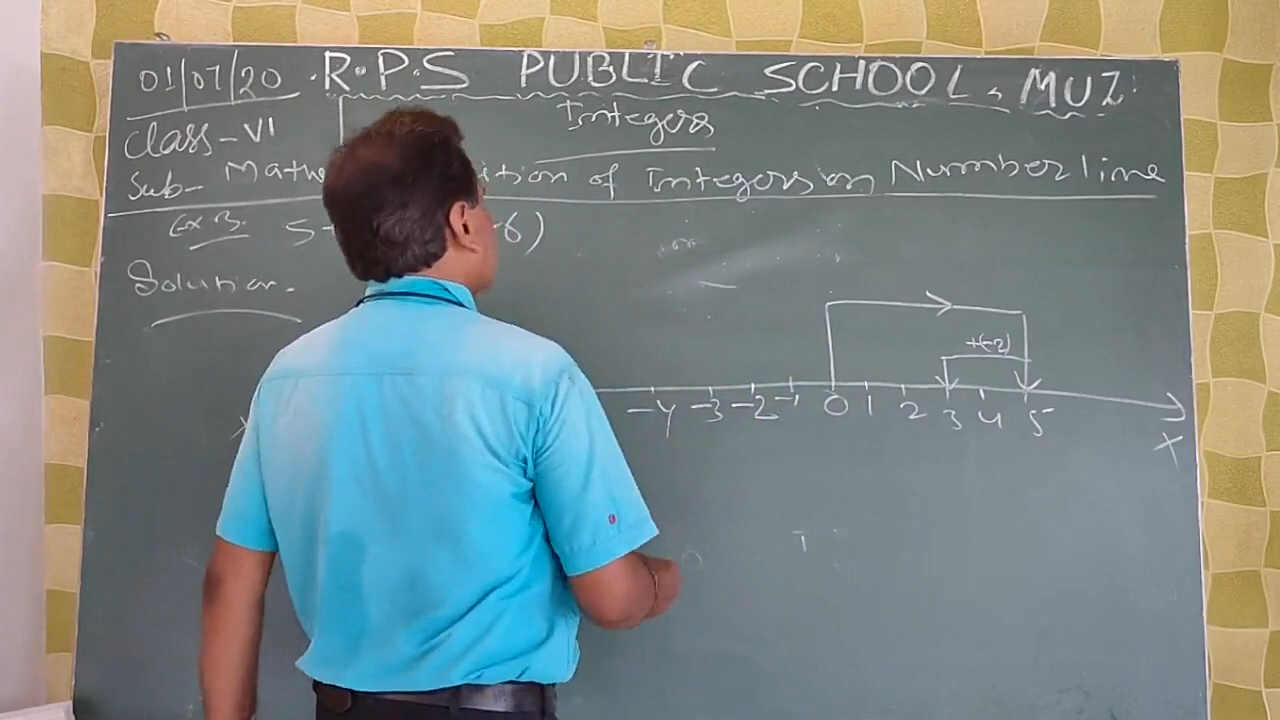 01/07/20 R.P.S PUBLIC SCHOOL, MUZ
Class-VI Integers
Sub- Mathe ition of Integers on Number line
Ex 3. 5 -6)
Solution.
+(-2)
-4 -3 -2 -1 0 1 2 3 4 5
X X